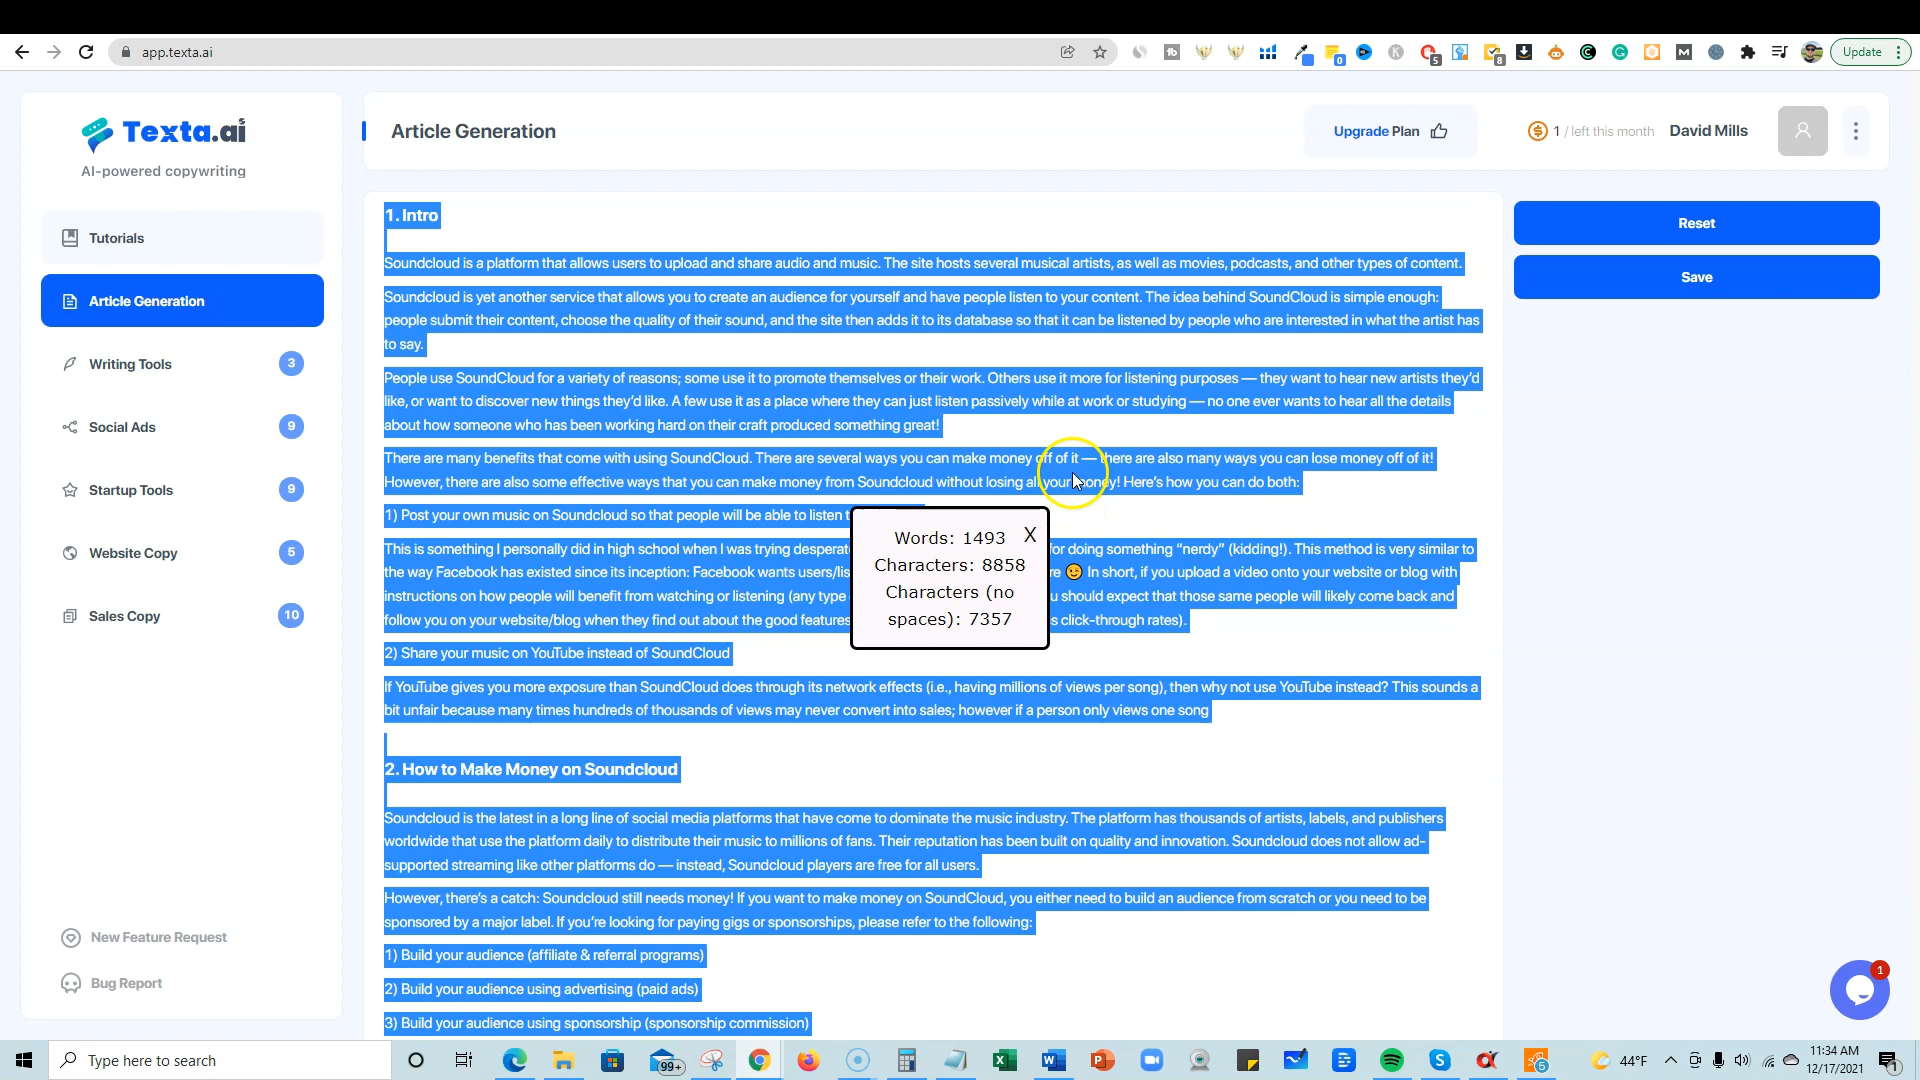 app.texta.ai
Update
Texta.ai
AI-powered copywriting
Article Generation
Upgrade Plan
1 / left this month
David Mills
Tutorials
Article Generation
Writing Tools 3
Social Ads 9
Startup Tools 9
Website Copy 5
Sales Copy 10
New Feature Request
Bug Report
Reset
Save
1. Intro
Soundcloud is a platform that allows users to upload and share audio and music. The site hosts several musical artists, as well as movies, podcasts, and other types of content.
Soundcloud is yet another service that allows you to create an audience for yourself and have people listen to your content. The idea behind SoundCloud is simple enough:
people submit their content, choose the quality of their sound, and the site then adds it to its database so that it can be listened by people who are interested in what the artist has
to say.
People use SoundCloud for a variety of reasons; some use it to promote themselves or their work. Others use it more for listening purposes — they want to hear new artists they'd
like, or want to discover new things they'd like. A few use it as a place where they can just listen passively while at work or studying — no one ever wants to hear all the details
about how someone who has been working hard on their craft produced something great!
There are many benefits that come with using SoundCloud. There are several ways you can make money off of it — there are also many ways you can lose money off of it!
However, there are also some effective ways that you can make money from Soundcloud without losing all your money! Here's how you can do both:
1) Post your own music on Soundcloud so that people will be able to listen
This is something I personally did in high school when I was trying for doing something “nerdy” (kidding!). This method is very similar to
the way Facebook has existed since its inception: Facebook wants 😉 In short, if you upload a video onto your website or blog with
instructions on how people will benefit from watching or listening (any type should expect that those same people will likely come back and
follow you on your website/blog when they find out about the good features click-through rates).
2) Share your music on YouTube instead of SoundCloud
If YouTube gives you more exposure than SoundCloud does through its network effects (i.e., having millions of views per song), then why not use YouTube instead? This sounds a
bit unfair because many times hundreds of thousands of views may never convert into sales; however if a person only views one song
2. How to Make Money on Soundcloud
Soundcloud is the latest in a long line of social media platforms that have come to dominate the music industry. The platform has thousands of artists, labels, and publishers
worldwide that use the platform daily to distribute their music to millions of fans. Their reputation has been built on quality and innovation. Soundcloud does not allow ad-
supported streaming like other platforms do — instead, Soundcloud players are free for all users.
However, there's a catch: Soundcloud still needs money! If you want to make money on SoundCloud, you either need to build an audience from scratch or you need to be
sponsored by a major label. If you're looking for paying gigs or sponsorships, please refer to the following:
1) Build your audience (affiliate & referral programs)
2) Build your audience using advertising (paid ads)
3) Build your audience using sponsorship (sponsorship commission)
Words: 1493 X
Characters: 8858
Characters (no
spaces): 7357
1
Type here to search
99+
5
44°F
11:34 AM
12/17/2021
1